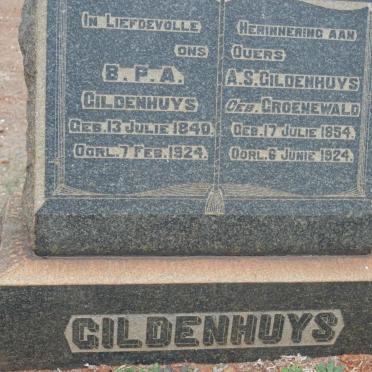 In Liefdevolle
ons
B.P.A.
Gildenhuys
Geb. 13 Julie 1840.
Oorl. 7 Feb. 1924.
Herinnering aan
Ouers
A.S. Gildenhuys
Geb. Groenewald
Geb. 17 Julie 1854.
Oorl. 6 Junie 1924.
GILDENHUYS